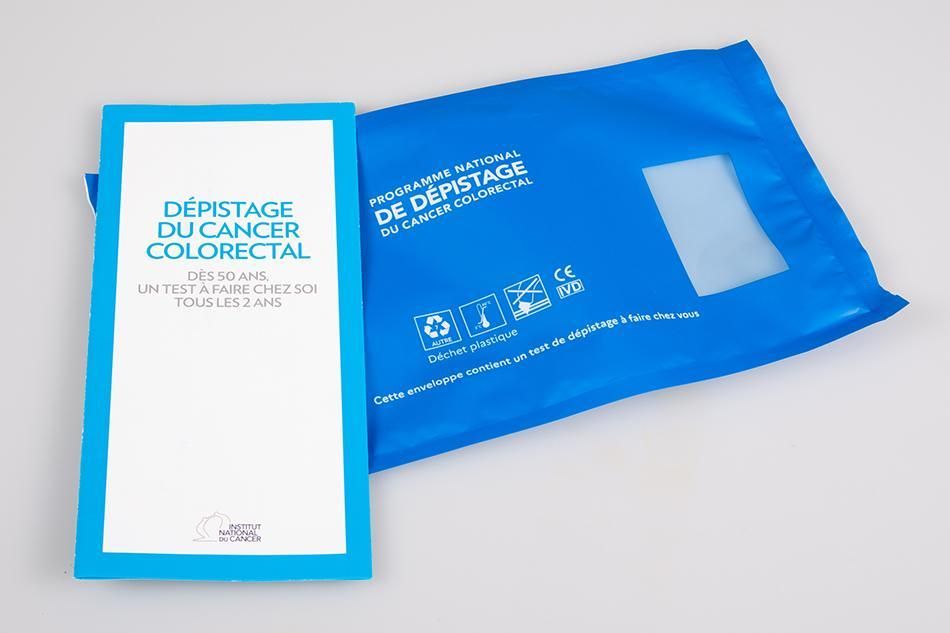 DÉPISTAGE
DU CANCER
COLORECTAL
DÈS 50 ANS,
UN TEST À FAIRE CHEZ SOI
TOUS LES 2 ANS
INSTITUT
NATIONAL
DU CANCER
PROGRAMME NATIONAL
DE DÉPISTAGE
DU CANCER COLORECTAL
CE
IVD
AUTRE
Déchet plastique
Cette enveloppe contient un test de dépistage à faire chez vous